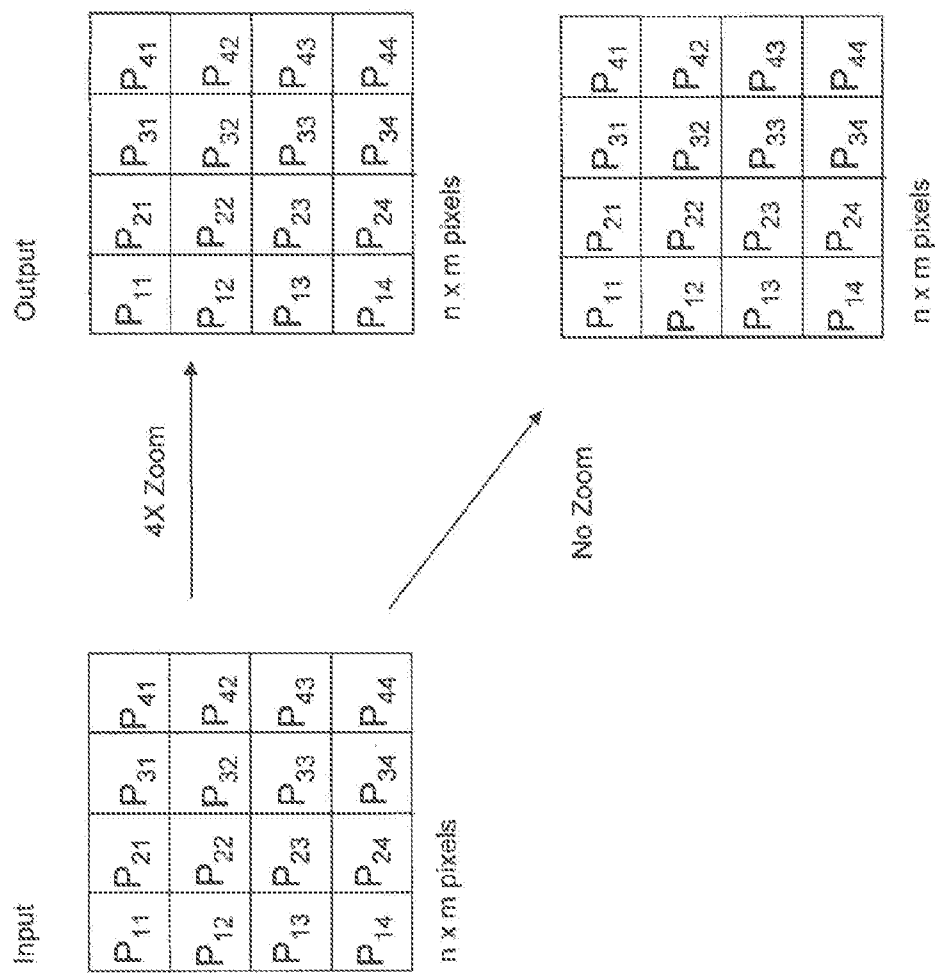 Input
P11 P21 P31 P41
P12 P22 P32 P42
P13 P23 P33 P43
P14 P24 P34 P44
n x m pixels
4X Zoom
No Zoom
Output
P11 P21 P31 P41
P12 P22 P32 P42
P13 P23 P33 P43
P14 P24 P34 P44
n x m pixels
P11 P21 P31 P41
P12 P22 P32 P42
P13 P23 P33 P43
P14 P24 P34 P44
n x m pixels